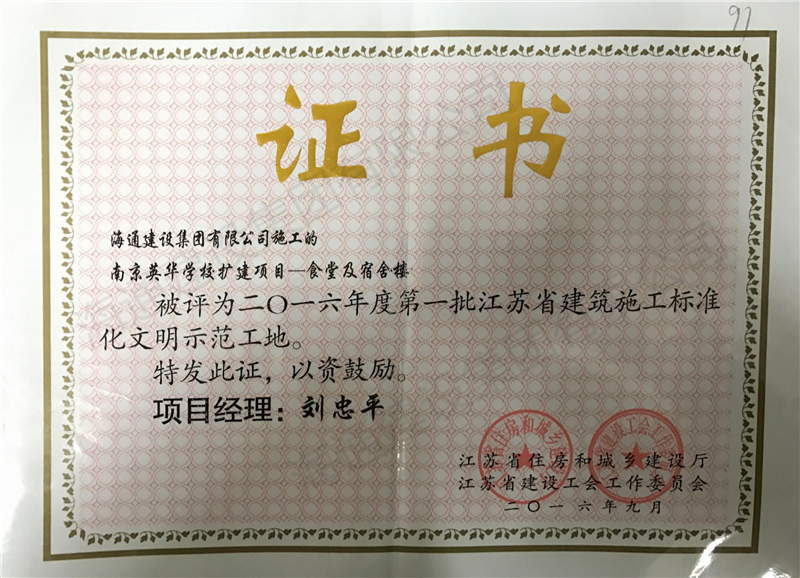 97
证书
海通建设集团有限公司施工的
南京英华学校扩建项目—食堂及宿舍楼
被评为二〇一六年度第一批江苏省建筑施工标准
化文明示范工地。
特发此证，以资鼓励。
项目经理：刘忠平
江苏省住房和城乡建设厅
江苏省建设工会工作委员会
二〇一六年九月